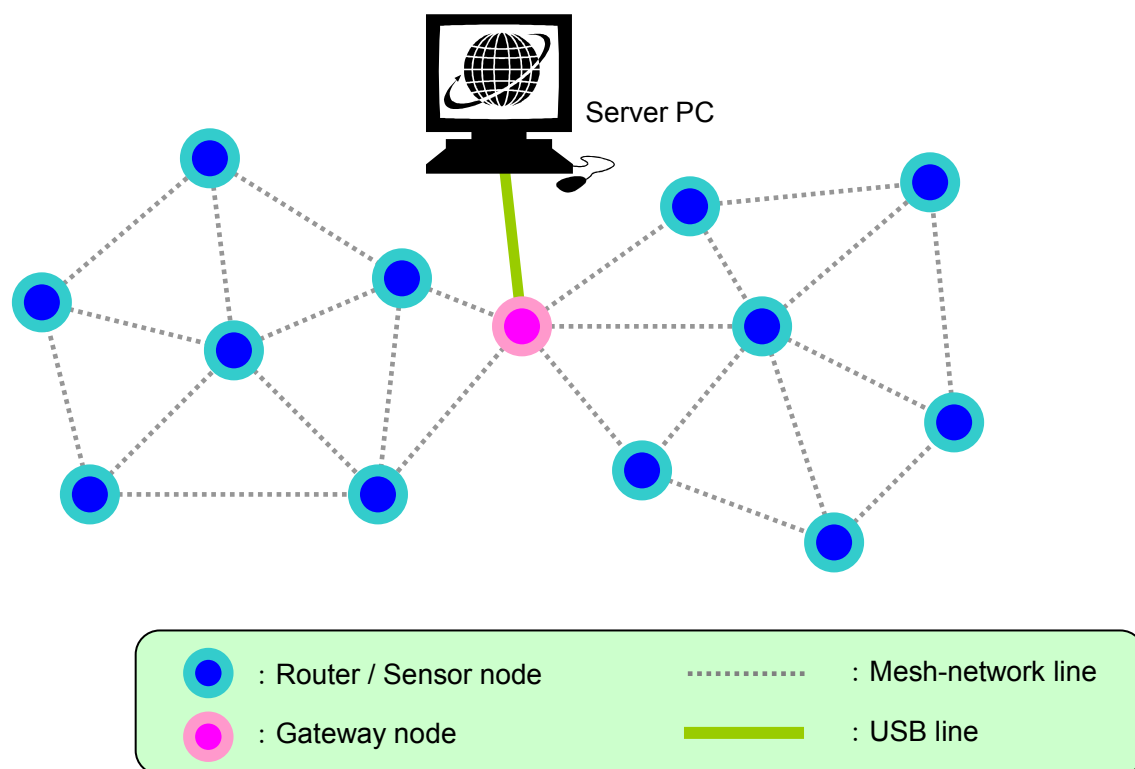 Server PC
: Router / Sensor node
: Mesh-network line
: Gateway node
: USB line